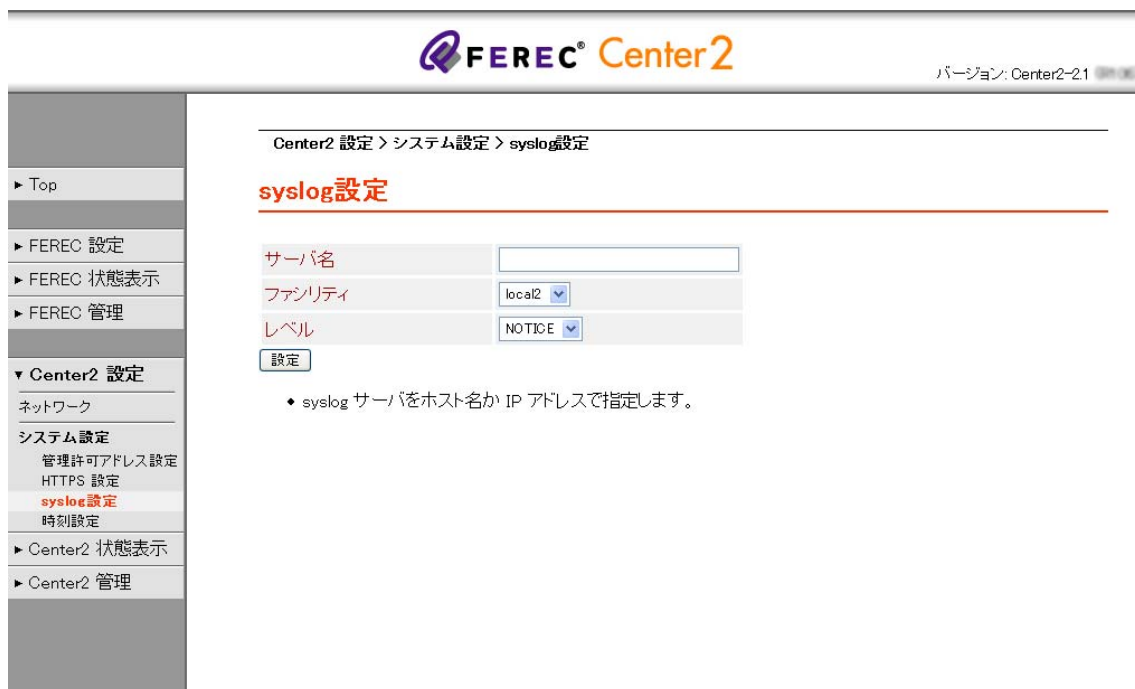 FEREC® Center2
バージョン: Center2-2.1
Center2 設定 > システム設定 > syslog設定
syslog設定
サーバ名
ファシリティ local2
レベル NOTICE
設定
◆ syslog サーバをホスト名か IP アドレスで指定します。
▶ Top
▶ FEREC 設定
▶ FEREC 状態表示
▶ FEREC 管理
▼ Center2 設定
ネットワーク
システム設定
管理許可アドレス設定
HTTPS 設定
syslog設定
時刻設定
▶ Center2 状態表示
▶ Center2 管理